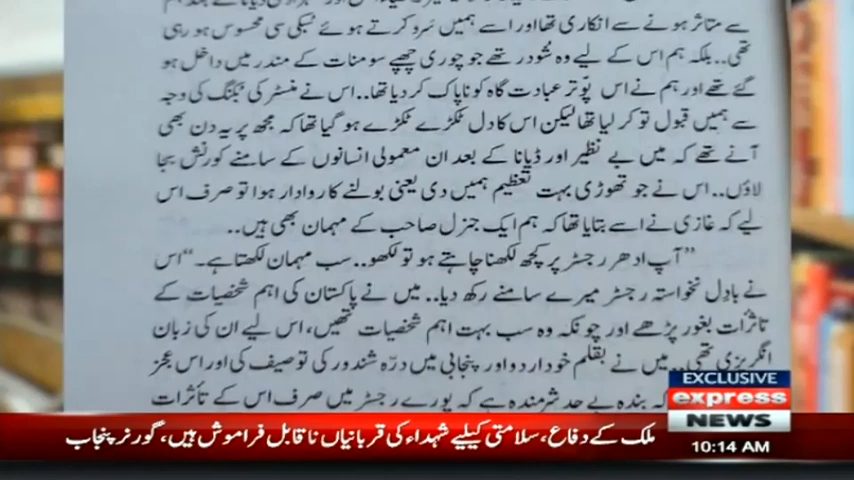 سے متاثر ہونے سے انکاری تھا اور اسے ہمیں سَرو کرتے ہوئے سُبکی سی محسوس ہو رہی
تھی.. بلکہ ہم اس کے لیے وہ شُودر تھے جو چوری چھپے سومنات کے مندر میں داخل ہو
گئے تھے اور ہم نے اس پوّتر عبادت گاہ کو ناپاک کر دیا تھا.. اس نے منسٹر کی بُکنگ کی وجہ
سے ہمیں قبول تو کر لیا تھا لیکن اس کا دل ٹکڑے ٹکڑے ہو گیا تھا کہ مجھ پر یہ دن بھی
آنے تھے کہ میں بے نظیر اور ڈیانا کے بعد ان معمولی انسانوں کے سامنے کورنش بجا
لاؤں.. اس نے جو تھوڑی بہت تعظیم ہمیں دی یعنی بولنے کا روادار ہوا تو صرف اس
لیے کہ غازی نے اسے بتایا تھا کہ ہم ایک جنرل صاحب کے مہمان بھی ہیں..
”آپ ادھر رجسٹر پر کچھ لکھنا چاہتے ہو تو لکھو.. سب مہمان لکھتا ہے۔“ اس
نے بادلِ نخواستہ رجسٹر میرے سامنے رکھ دیا.. میں نے پاکستان کی اہم شخصیات کے
تاثرات بغور پڑھے اور چونکہ وہ سب بہت اہم شخصیات تھیں، اس لیے ان کی زبان
انگریزی تھی.. میں نے بقلم خود اردو اور پنجابی میں درّہ شندور کی توصیف کی اور اس عجز
کہ بندہ بے حد شرمندہ ہے کہ پورے رجسٹر میں صرف اس کے تاثرات
EXCLUSIVE
express
NEWS
10:14 AM
ملک کے دفاع، سلامتی کیلیے شہداء کی قربانیاں ناقابل فراموش ہیں، گورنر پنجاب